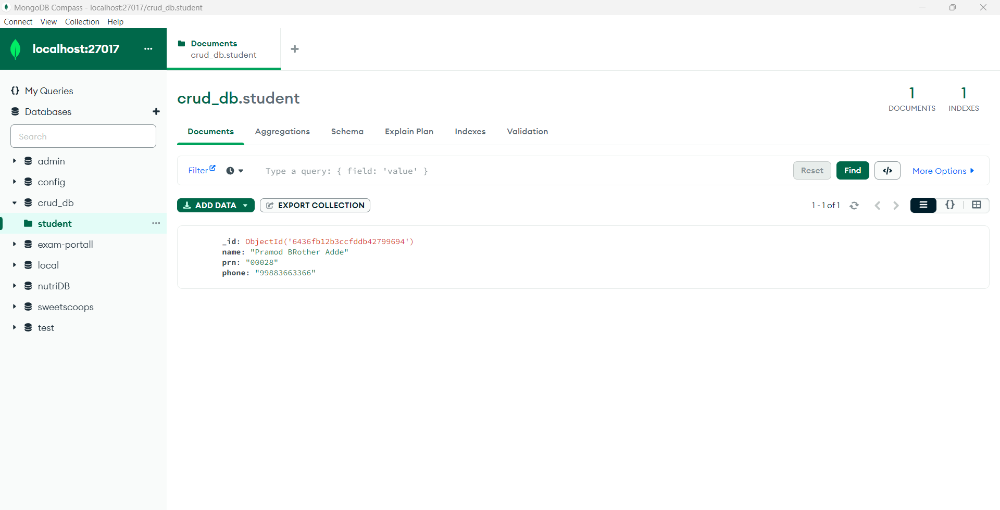 MongoDB Compass - localhost:27017/crud_db.student
Connect View Collection Help
localhost:27017 ...
Documents
crud_db.student
{} My Queries
Databases
Search
admin
config
crud_db
student ...
exam-portall
local
nutriDB
sweetscoops
test
crud_db.student
1
DOCUMENTS
1
INDEXES
Documents Aggregations Schema Explain Plan Indexes Validation
Filter Type a query: { field: 'value' } Reset Find </> More Options
ADD DATA EXPORT COLLECTION 1 - 1 of 1 {}
_id: ObjectId('6436fb12b3ccfddb42799694')
name: "Pramod BRother Adde"
prn: "00028"
phone: "99883663366"